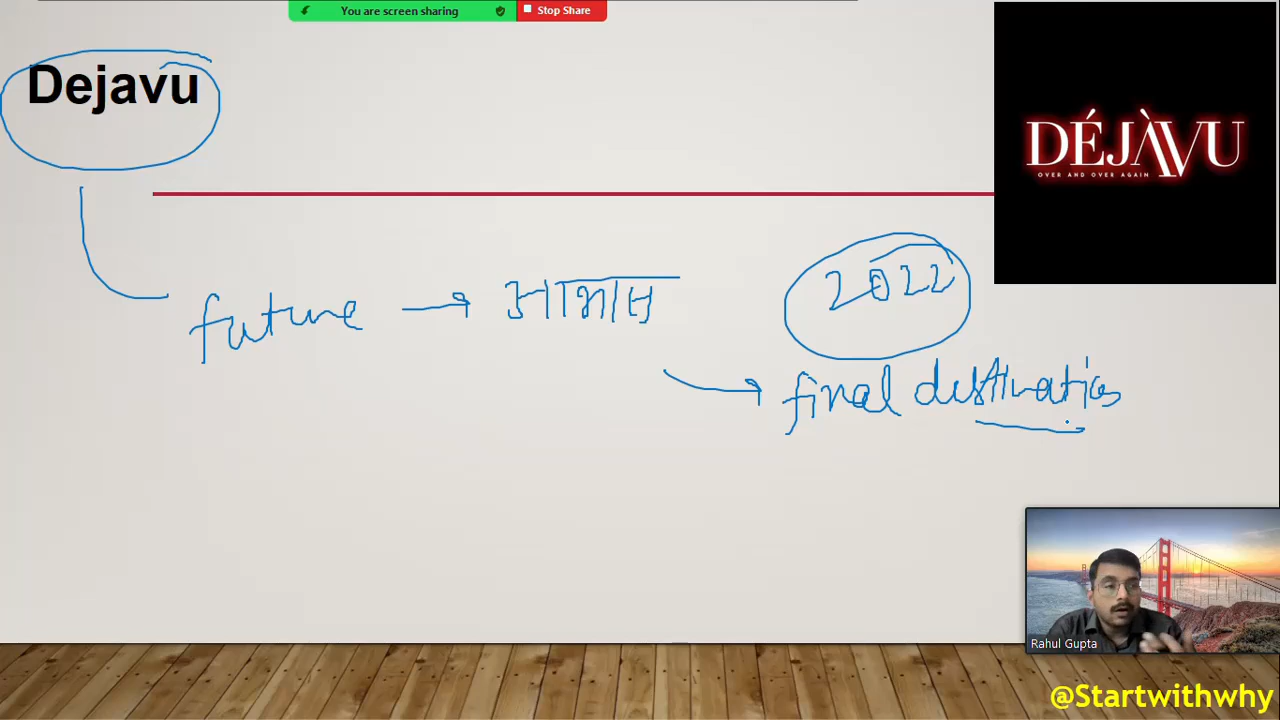 You are screen sharing
Stop Share
Dejavu
DÉJÀVU
OVER AND OVER AGAIN
2022
future → आभास
final destination
Rahul Gupta
@Startwithwhy